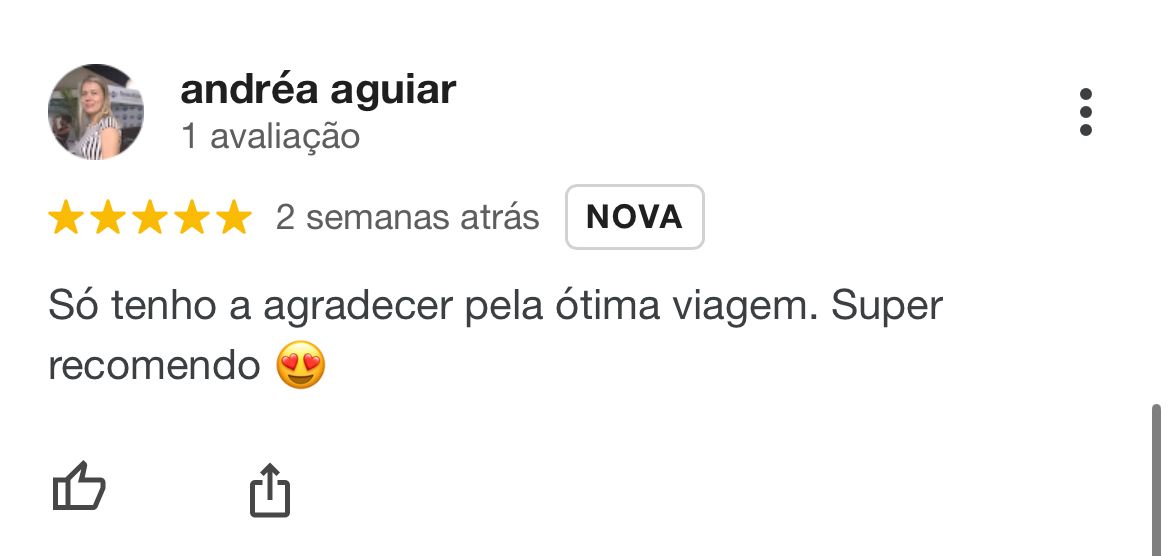 andréa aguiar
1 avaliação
2 semanas atrás NOVA
Só tenho a agradecer pela ótima viagem. Super
recomendo 😍